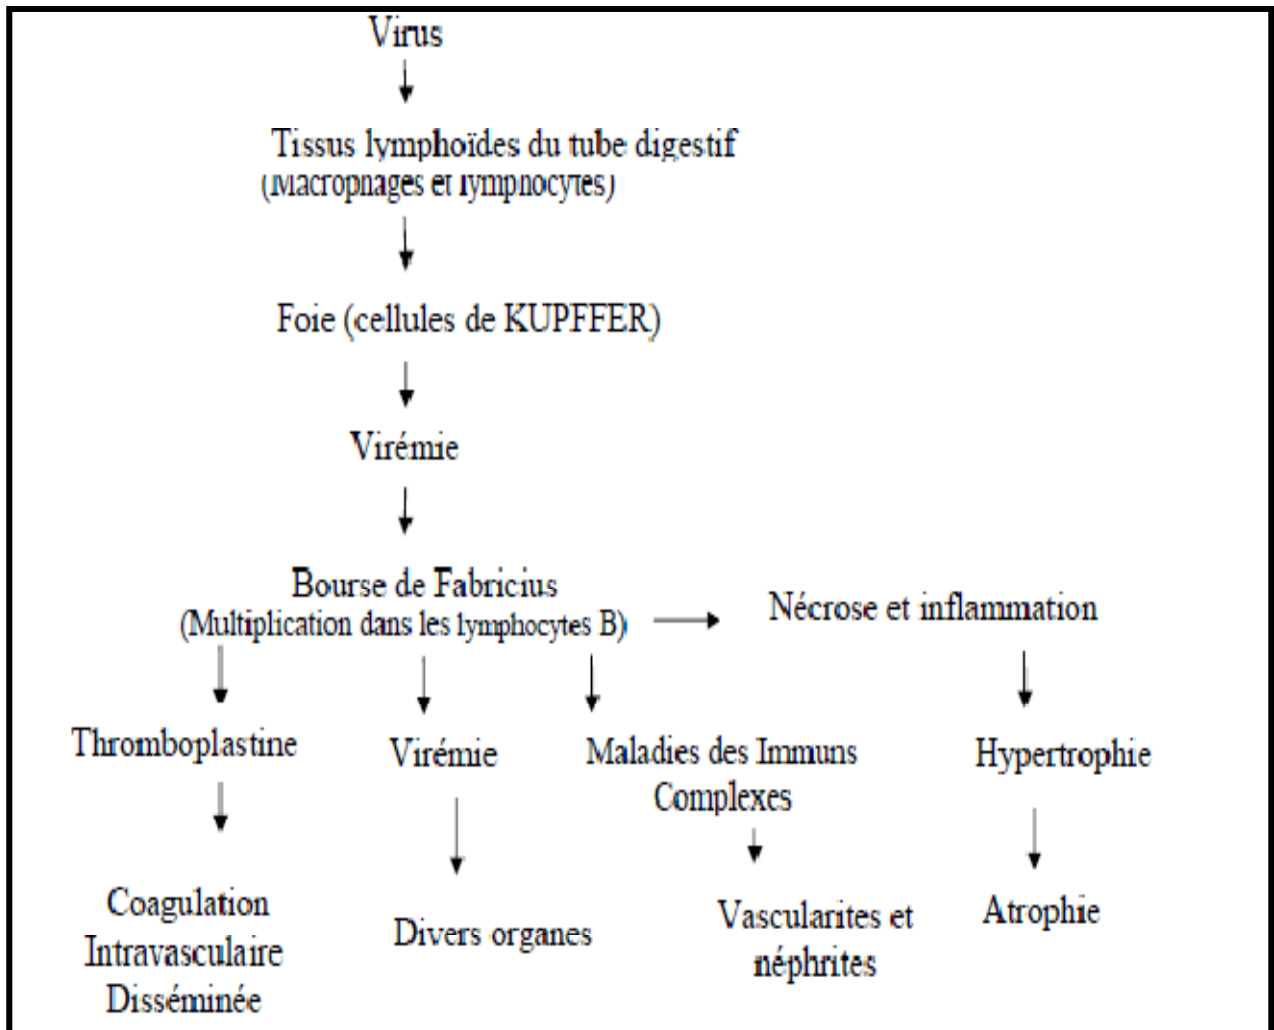 Virus
Tissus lymphoïdes du tube digestif
(Macrophages et lymphocytes)
Foie (cellules de KUPFFER)
Virémie
Bourse de Fabricius
(Multiplication dans les lymphocytes B)
Nécrose et inflammation
Thromboplastine
Virémie
Maladies des Immuns
Complexes
Hypertrophie
Coagulation
Intravasculaire
Disséminée
Divers organes
Vascularites et
néphrites
Atrophie